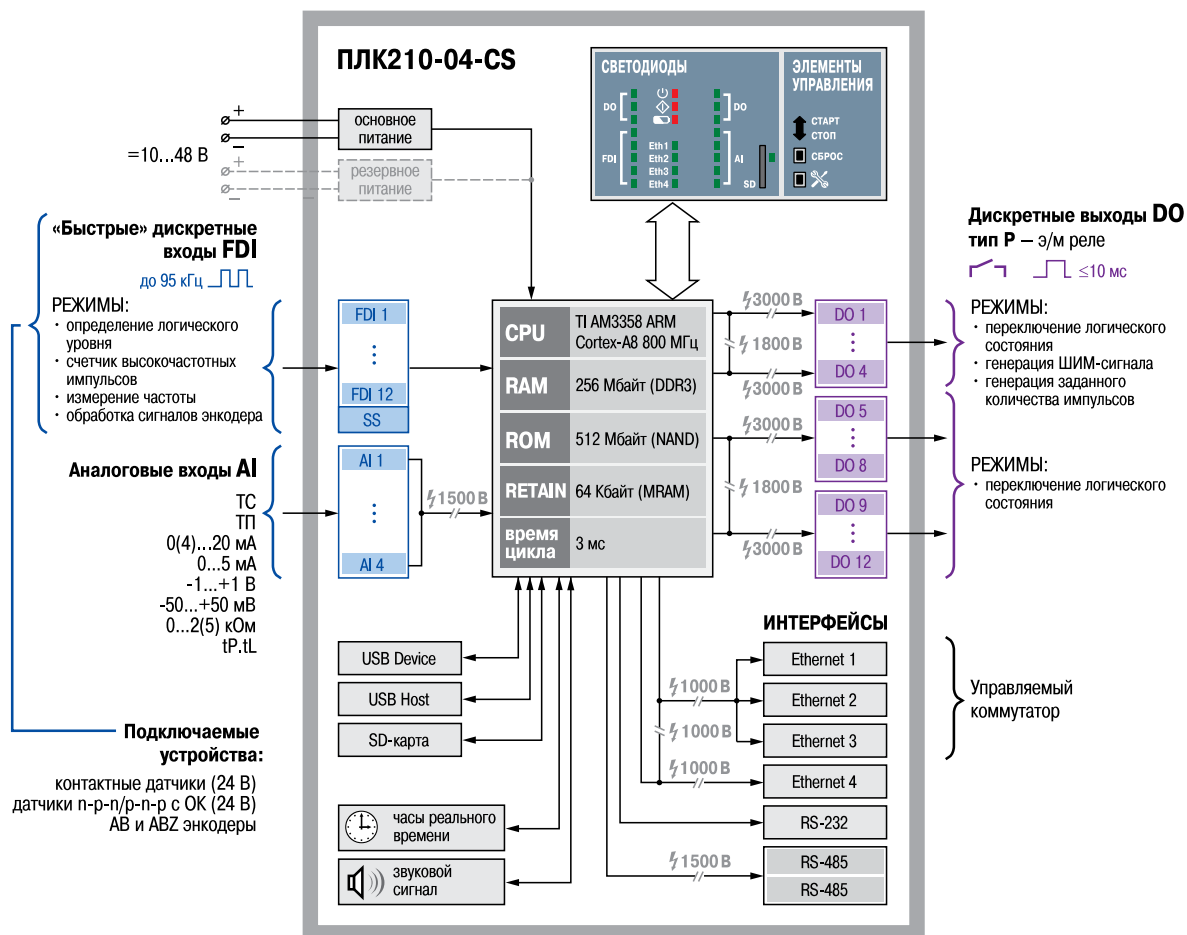 ПЛК210-04-CS
СВЕТОДИОДЫ
DO
DO
FDI
Eth1
Eth2
Eth3
Eth4
AI
SD
ЭЛЕМЕНТЫ
УПРАВЛЕНИЯ
СТАРТ
СТОП
СБРОС
+
–
=10...48 В
+
–
основное
питание
резервное
питание
«Быстрые» дискретные
входы FDI
до 95 кГц
РЕЖИМЫ:
· определение логического
уровня
· счетчик высокочастотных
импульсов
· измерение частоты
· обработка сигналов энкодера
Аналоговые входы AI
ТС
ТП
0(4)...20 мА
0...5 мА
-1...+1 В
-50...+50 мВ
0...2(5) кОм
tP.tL
Подключаемые
устройства:
контактные датчики (24 В)
датчики n-p-n/p-n-p с ОК (24 В)
AB и ABZ энкодеры
FDI 1
FDI 12
SS
AI 1
AI 4
1500 В
CPU
TI AM3358 ARM
Cortex-A8 800 МГц
RAM
256 Мбайт (DDR3)
ROM
512 Мбайт (NAND)
RETAIN
64 Кбайт (MRAM)
время
цикла
3 мс
3000 В
1800 В
3000 В
3000 В
1800 В
3000 В
DO 1
DO 4
DO 5
DO 8
DO 9
DO 12
Дискретные выходы DO
тип Р – э/м реле
≤10 мс
РЕЖИМЫ:
· переключение логического
состояния
· генерация ШИМ-сигнала
· генерация заданного
количества импульсов
РЕЖИМЫ:
· переключение логического
состояния
USB Device
USB Host
SD-карта
часы реального
времени
звуковой
сигнал
ИНТЕРФЕЙСЫ
1000 В
1000 В
1000 В
1500 В
Ethernet 1
Ethernet 2
Ethernet 3
Ethernet 4
RS-232
RS-485
RS-485
Управляемый
коммутатор